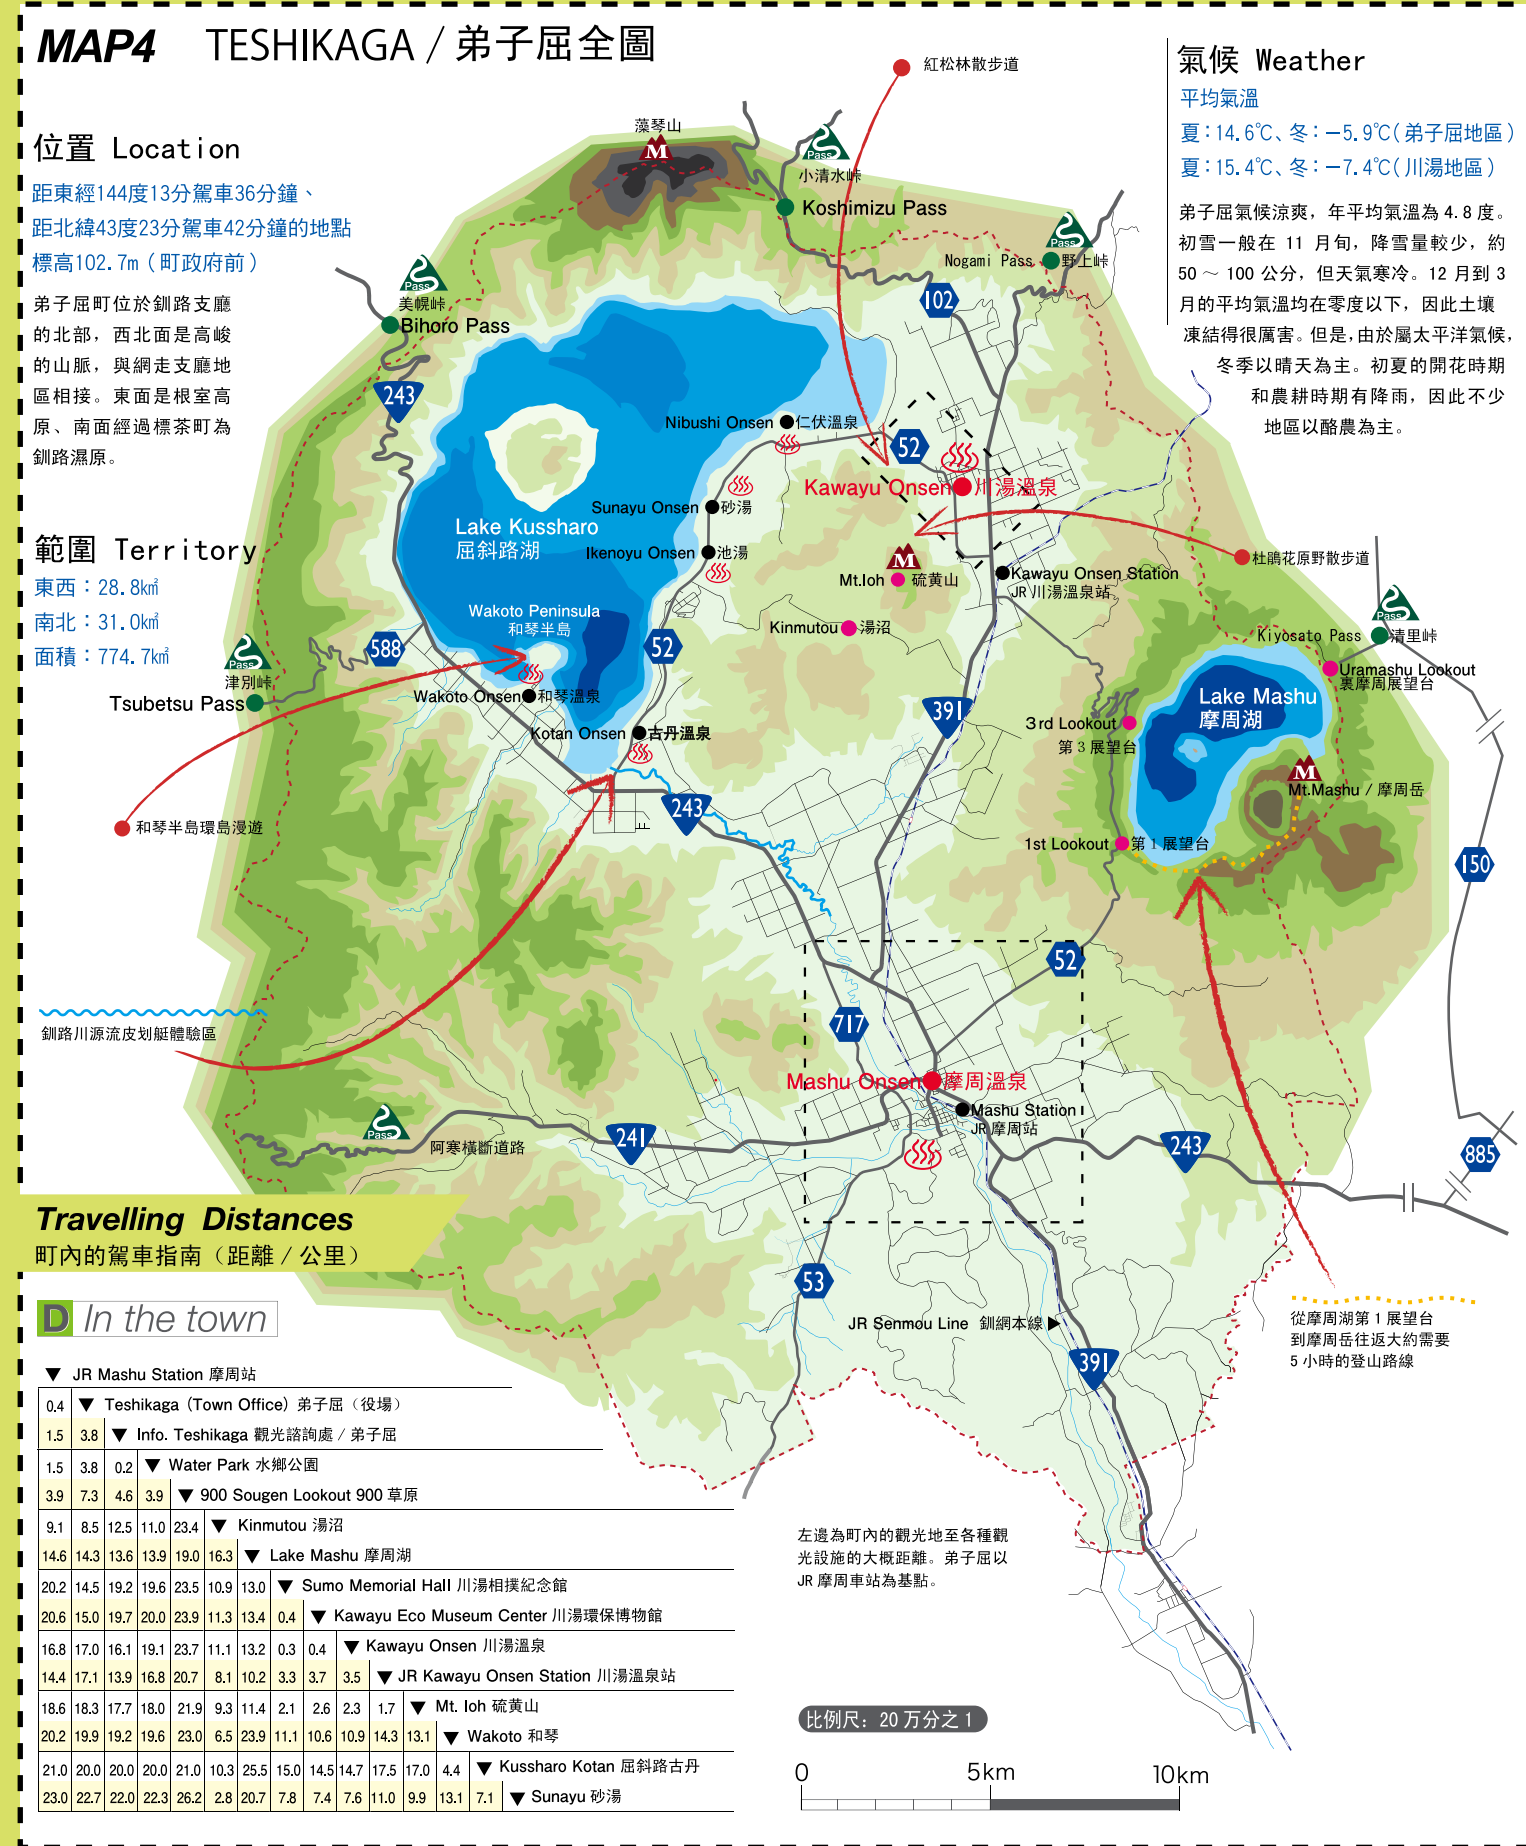 MAP4 TESHIKAGA / 弟子屈全圖
位置 Location
距東經144度13分駕車36分鐘、
距北緯43度23分駕車42分鐘的地點
標高102.7m（町政府前）
弟子屈町位於釧路支廳
的北部，西北面是高峻
的山脈，與網走支廳地
區相接。東面是根室高
原、南面經過標茶町為
釧路濕原。
範圍 Territory
東西：28.8㎢
南北：31.0㎢
面積：774.7㎢
氣候 Weather
平均氣溫
夏：14.6℃、冬：−5.9℃（弟子屈地區）
夏：15.4℃、冬：−7.4℃（川湯地區）
弟子屈氣候涼爽，年平均氣溫為 4.8 度。
初雪一般在 11 月旬，降雪量較少，約
50 ～ 100 公分，但天氣寒冷。12 月到 3
月的平均氣溫均在零度以下，因此土壤
凍結得很厲害。但是，由於屬太平洋氣候，
冬季以晴天為主。初夏的開花時期
和農耕時期有降雨，因此不少
地區以酪農為主。
紅松林散步道
藻琴山
M
Pass
小清水峠
Koshimizu Pass
Pass
Nogami Pass 野上峠
Pass
美幌峠
Bihoro Pass
102
243
Nibushi Onsen 仁伏溫泉
52
Kawayu Onsen 川湯溫泉
Sunayu Onsen 砂湯
Lake Kussharo
屈斜路湖
Ikenoyu Onsen 池湯
M
Mt.Ioh 硫黄山
Kawayu Onsen Station
JR 川湯溫泉站
杜鵑花原野散步道
Wakoto Peninsula
和琴半島
Kinmutou 湯沼
Pass
Kiyosato Pass 清里峠
588
52
Pass
津別峠
Tsubetsu Pass
Uramashu Lookout
裏摩周展望台
Wakoto Onsen 和琴溫泉
Lake Mashu
摩周湖
391
3rd Lookout
第 3 展望台
Kotan Onsen 古丹溫泉
M
Mt.Mashu / 摩周岳
243
和琴半島環島漫遊
1st Lookout 第 1 展望台
150
52
717
釧路川源流皮划艇體驗區
Mashu Onsen 摩周溫泉
Mashu Station
JR 摩周站
Pass
阿寒橫斷道路
241
243
885
53
JR Senmou Line 釧網本線
391
從摩周湖第 1 展望台
到摩周岳往返大約需要
5 小時的登山路線
Travelling Distances
町內的駕車指南（距離 / 公里）
D In the town
▼ JR Mashu Station 摩周站
0.4 ▼ Teshikaga (Town Office) 弟子屈（役場）
1.5 3.8 ▼ Info. Teshikaga 觀光諮詢處 / 弟子屈
1.5 3.8 0.2 ▼ Water Park 水鄉公園
3.9 7.3 4.6 3.9 ▼ 900 Sougen Lookout 900 草原
9.1 8.5 12.5 11.0 23.4 ▼ Kinmutou 湯沼
14.6 14.3 13.6 13.9 19.0 16.3 ▼ Lake Mashu 摩周湖
20.2 14.5 19.2 19.6 23.5 10.9 13.0 ▼ Sumo Memorial Hall 川湯相撲紀念館
20.6 15.0 19.7 20.0 23.9 11.3 13.4 0.4 ▼ Kawayu Eco Museum Center 川湯環保博物館
16.8 17.0 16.1 19.1 23.7 11.1 13.2 0.3 0.4 ▼ Kawayu Onsen 川湯溫泉
14.4 17.1 13.9 16.8 20.7 8.1 10.2 3.3 3.7 3.5 ▼ JR Kawayu Onsen Station 川湯溫泉站
18.6 18.3 17.7 18.0 21.9 9.3 11.4 2.1 2.6 2.3 1.7 ▼ Mt. Ioh 硫黄山
20.2 19.9 19.2 19.6 23.0 6.5 23.9 11.1 10.6 10.9 14.3 13.1 ▼ Wakoto 和琴
21.0 20.0 20.0 20.0 21.0 10.3 25.5 15.0 14.5 14.7 17.5 17.0 4.4 ▼ Kussharo Kotan 屈斜路古丹
23.0 22.7 22.0 22.3 26.2 2.8 20.7 7.8 7.4 7.6 11.0 9.9 13.1 7.1 ▼ Sunayu 砂湯
左邊為町內的觀光地至各種觀
光設施的大概距離。弟子屈以
JR 摩周車站為基點。
比例尺：20 万分之 1
0 5km 10km